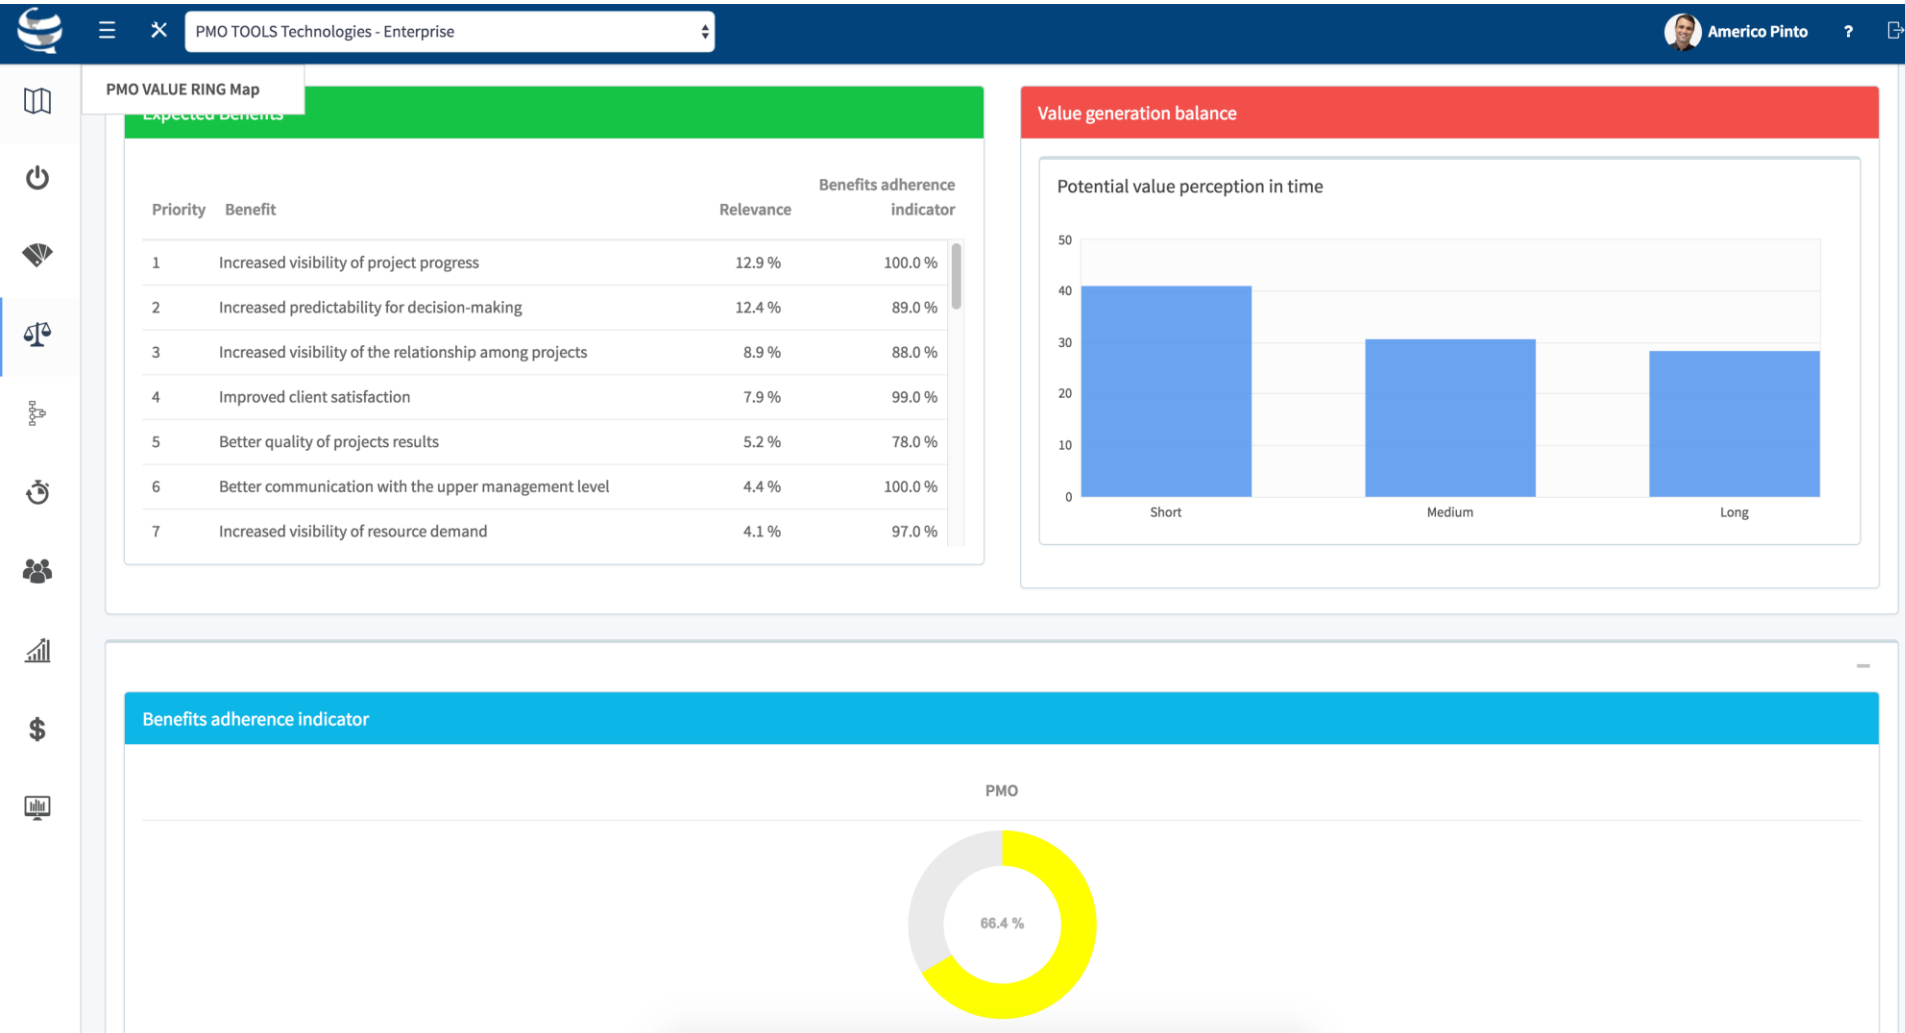 PMO TOOLS Technologies - Enterprise
Americo Pinto
?
PMO VALUE RING Map
Expected Benefits
Priority Benefit Relevance Benefits adherence indicator
1 Increased visibility of project progress 12.9 % 100.0 %
2 Increased predictability for decision-making 12.4 % 89.0 %
3 Increased visibility of the relationship among projects 8.9 % 88.0 %
4 Improved client satisfaction 7.9 % 99.0 %
5 Better quality of projects results 5.2 % 78.0 %
6 Better communication with the upper management level 4.4 % 100.0 %
7 Increased visibility of resource demand 4.1 % 97.0 %
Value generation balance
Potential value perception in time
50
40
30
20
10
0
Short Medium Long
Benefits adherence indicator
PMO
66.4 %